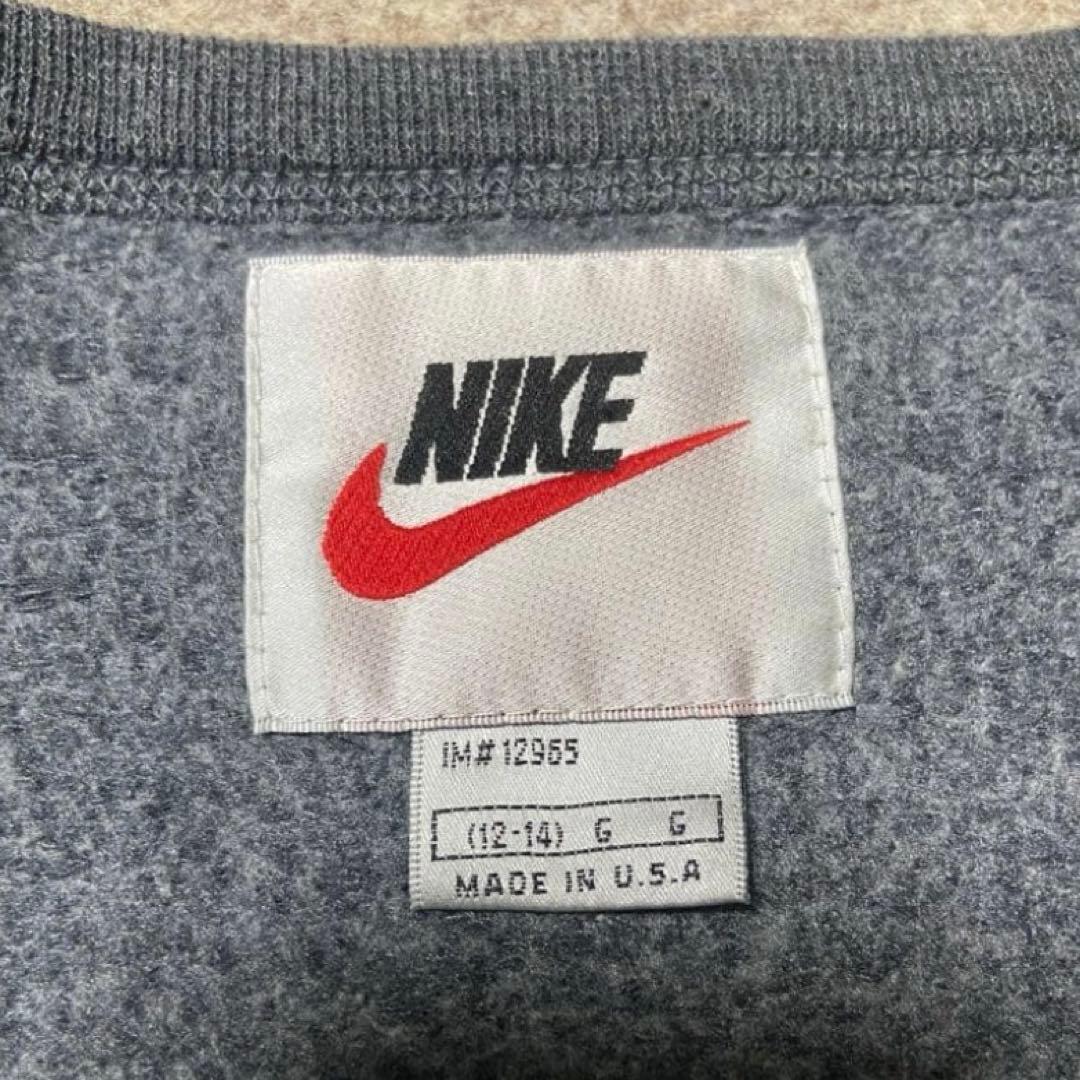 NIKE
IM# 12965
(12-14) G G
MADE IN U.S.A